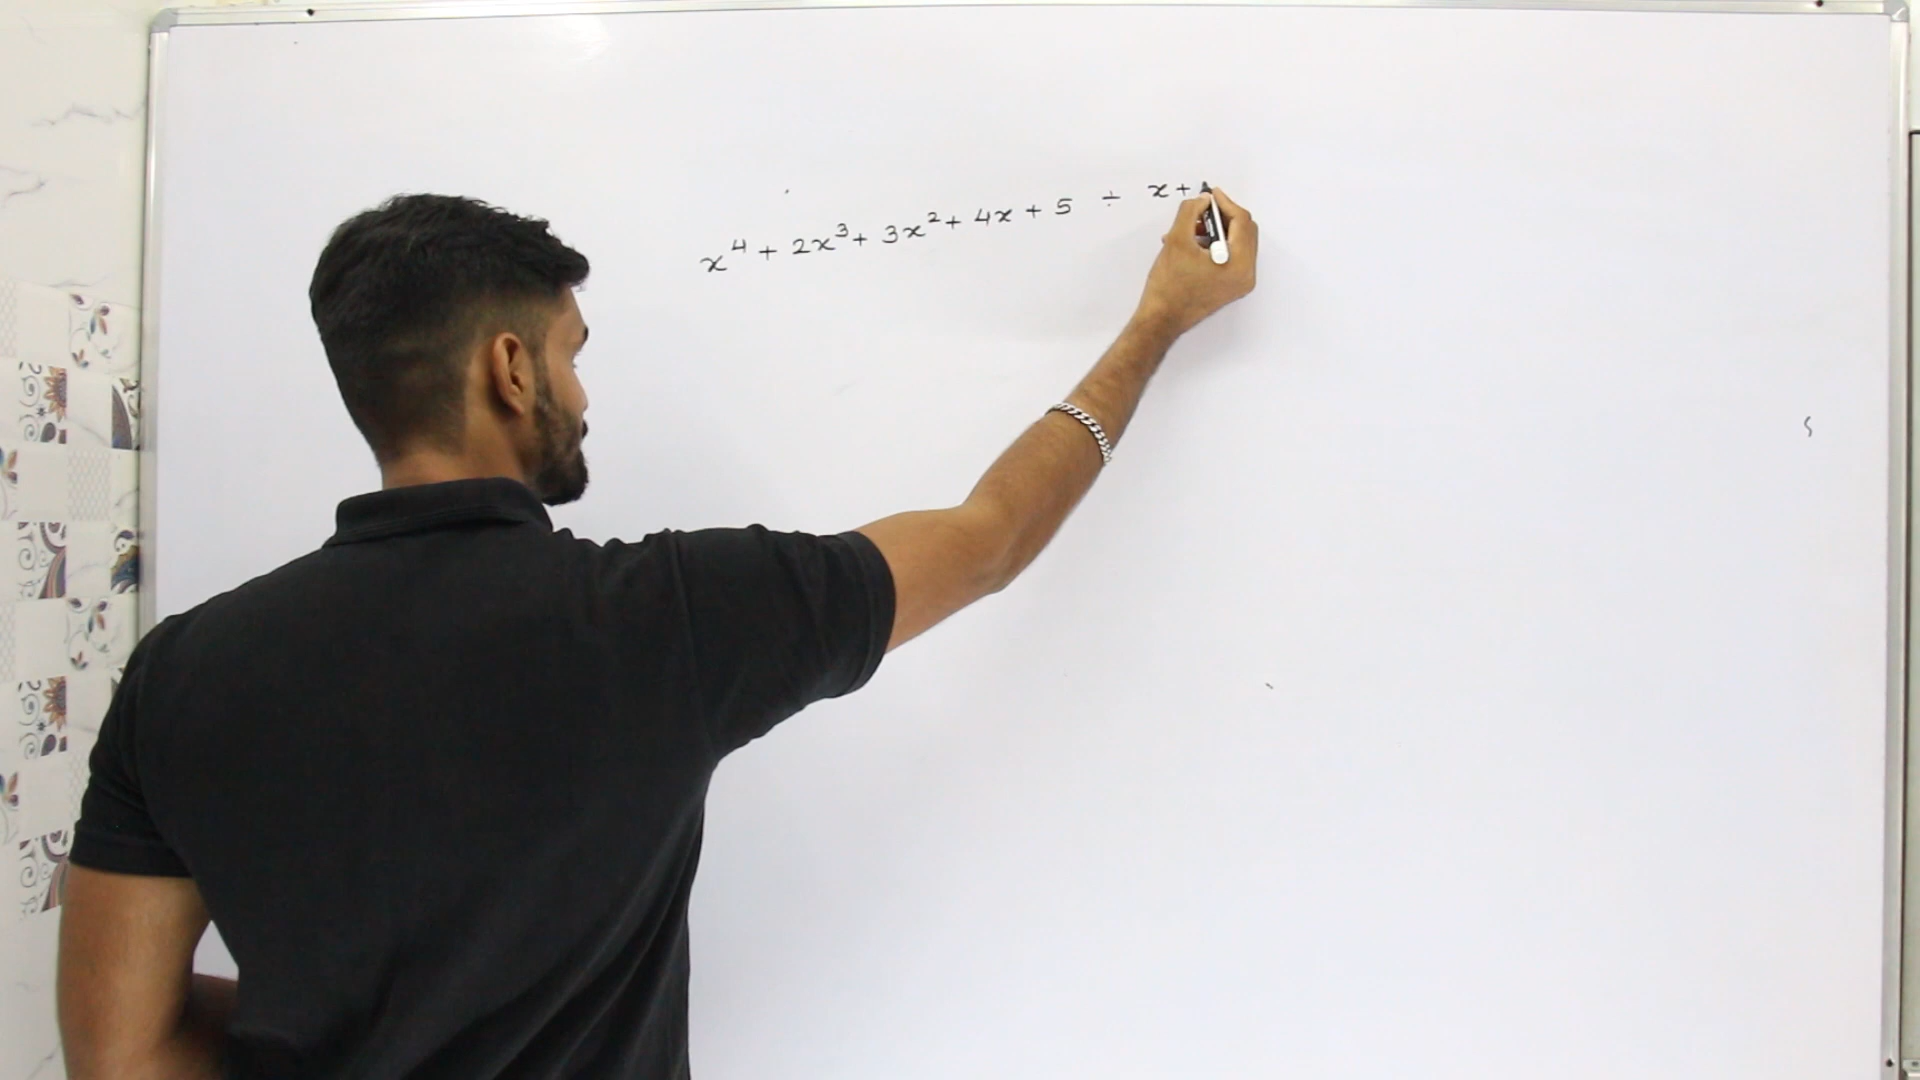 x⁴ + 2x³ + 3x² + 4x + 5 ÷ x +